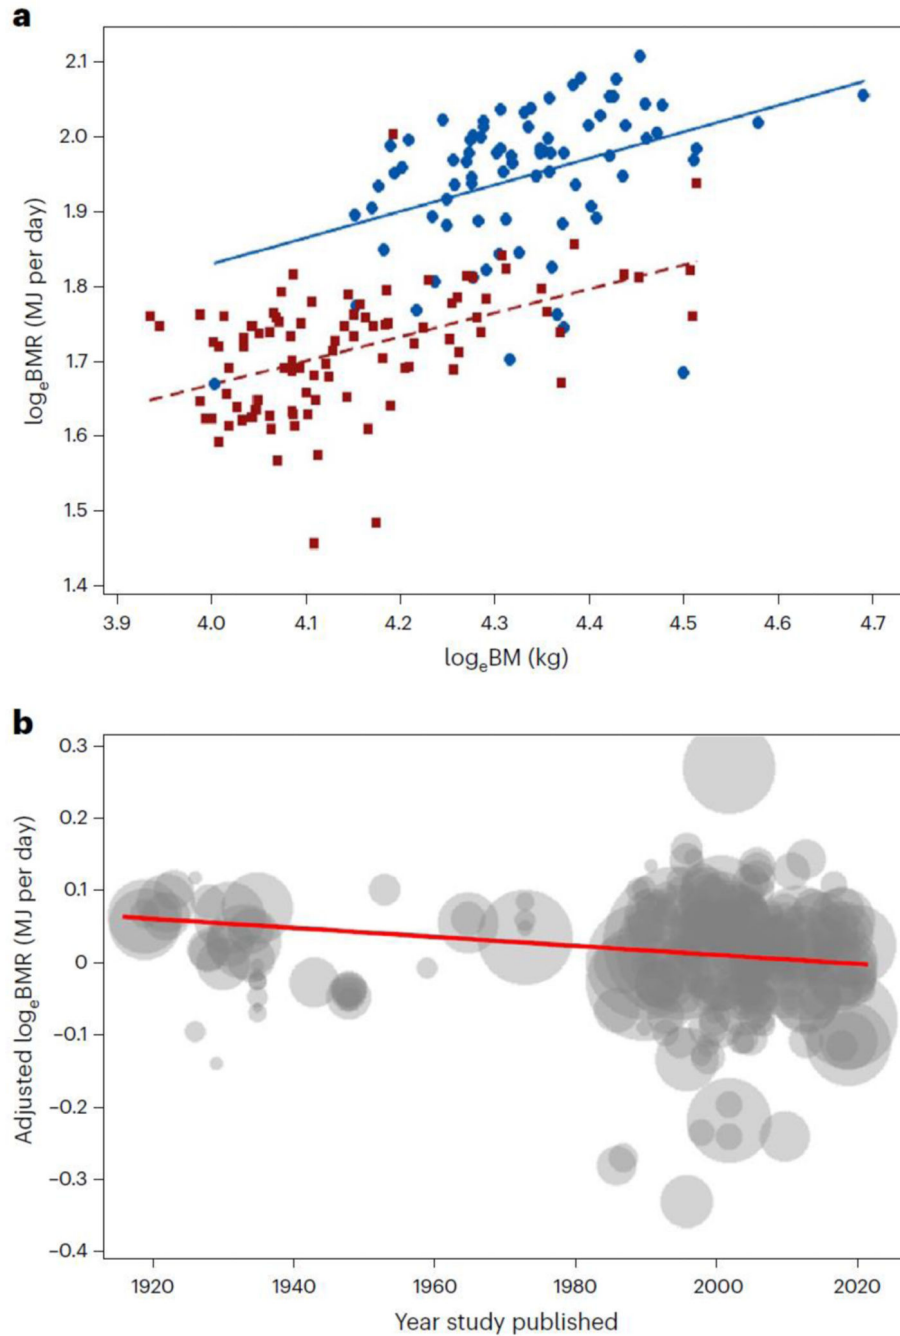 a
2.1
2.0
1.9
1.8
1.7
1.6
1.5
1.4
logₑBMR (MJ per day)
3.9 4.0 4.1 4.2 4.3 4.4 4.5 4.6 4.7
logₑBM (kg)
b
0.3
0.2
0.1
0
−0.1
−0.2
−0.3
−0.4
Adjusted logₑBMR (MJ per day)
1920 1940 1960 1980 2000 2020
Year study published